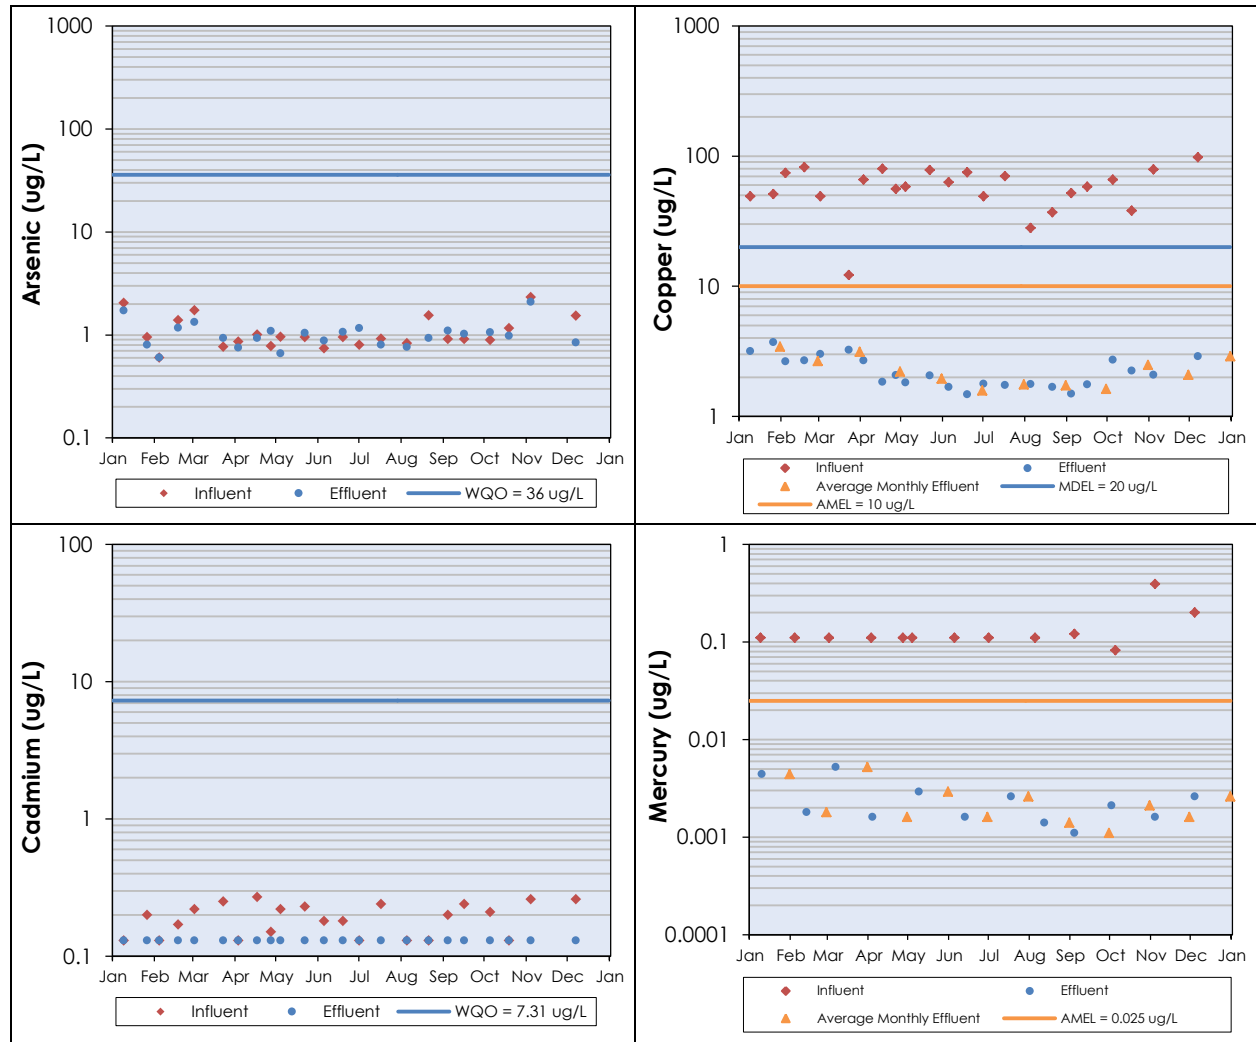 Arsenic (ug/L)
1000
100
10
1
0.1
Jan Feb Mar Apr May Jun Jul Aug Sep Oct Nov Dec Jan
Influent Effluent WQO = 36 ug/L
Copper (ug/L)
1000
100
10
1
Jan Feb Mar Apr May Jun Jul Aug Sep Oct Nov Dec Jan
Influent Effluent
Average Monthly Effluent MDEL = 20 ug/L
AMEL = 10 ug/L
Cadmium (ug/L)
100
10
1
0.1
Jan Feb Mar Apr May Jun Jul Aug Sep Oct Nov Dec Jan
Influent Effluent WQO = 7.31 ug/L
Mercury (ug/L)
1
0.1
0.01
0.001
0.0001
Jan Feb Mar Apr May Jun Jul Aug Sep Oct Nov Dec Jan
Influent Effluent
Average Monthly Effluent AMEL = 0.025 ug/L